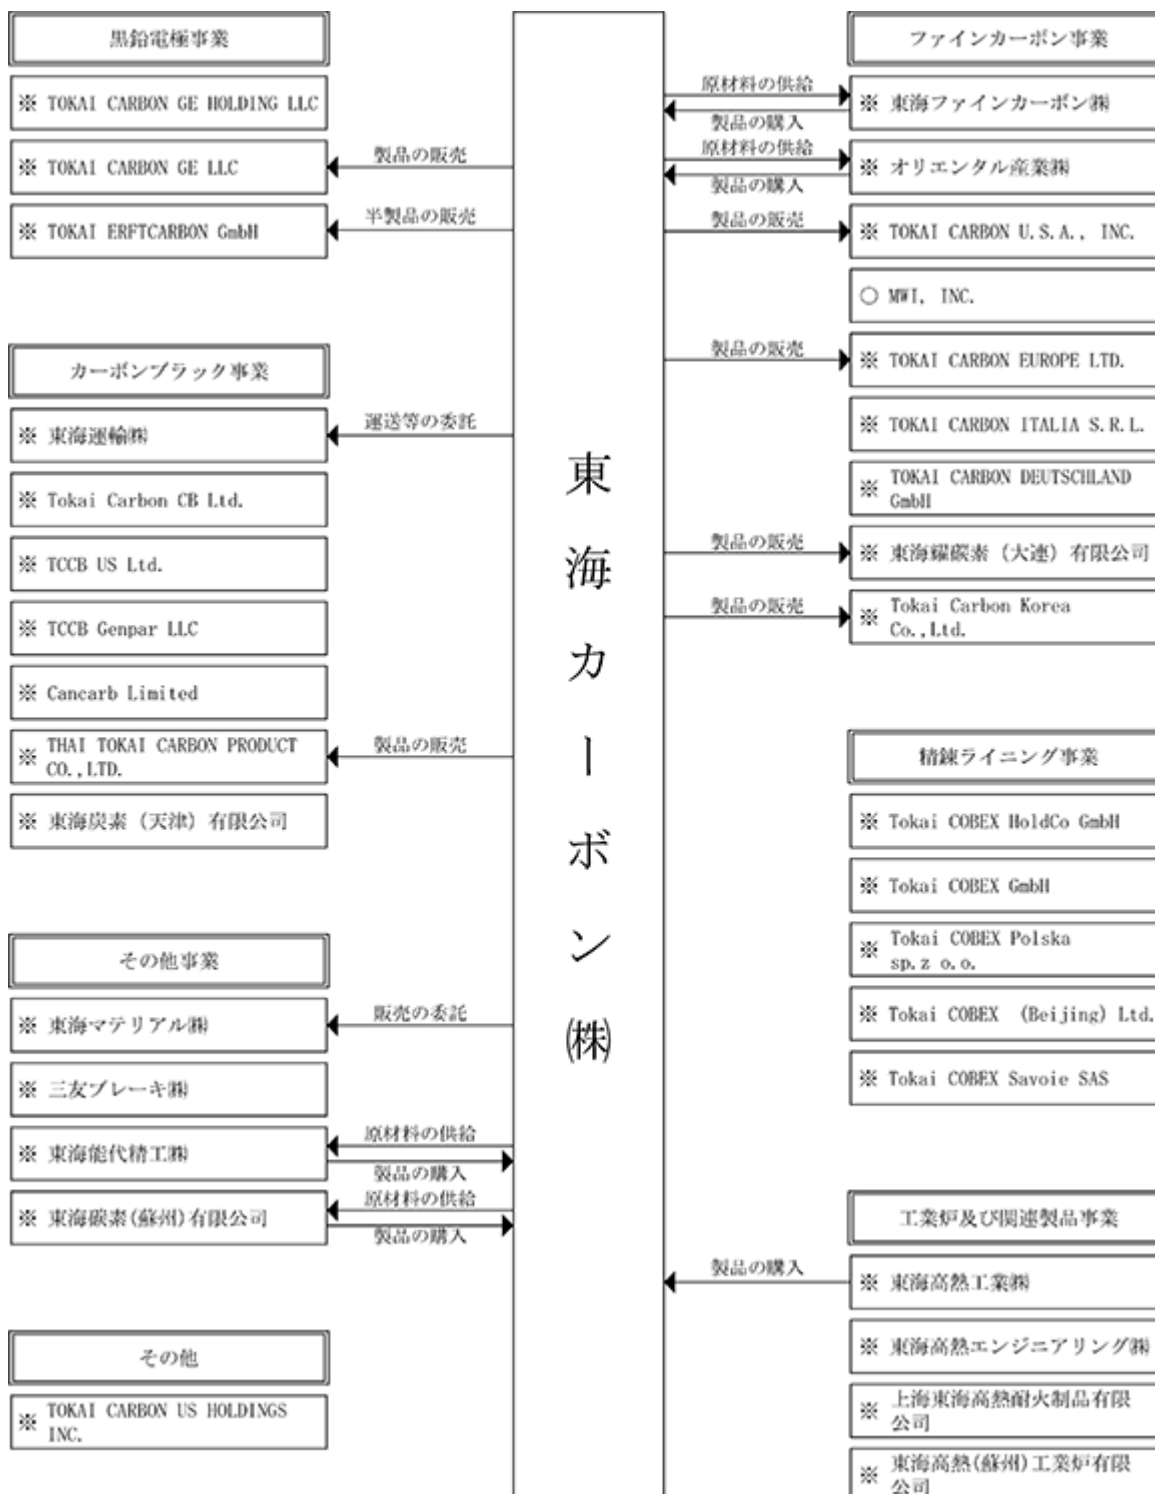 黒鉛電極事業
※ TOKAI CARBON GE HOLDING LLC
※ TOKAI CARBON GE LLC
製品の販売
※ TOKAI ERFTCARBON GmbH
半製品の販売
カーボンブラック事業
※ 東海運輸㈱
運送等の委託
※ Tokai Carbon CB Ltd.
※ TCCB US Ltd.
※ TCCB Genpar LLC
※ Cancarb Limited
※ THAI TOKAI CARBON PRODUCT
CO.,LTD.
製品の販売
※ 東海炭素（天津）有限公司
その他事業
※ 東海マテリアル㈱
販売の委託
※ 三友ブレーキ㈱
※ 東海能代精工㈱
原材料の供給
製品の購入
※ 東海碳素(蘇州)有限公司
原材料の供給
製品の購入
その他
※ TOKAI CARBON US HOLDINGS
INC.
東海カーボン㈱
ファインカーボン事業
原材料の供給
製品の購入
※ 東海ファインカーボン㈱
原材料の供給
製品の購入
※ オリエンタル産業㈱
製品の販売
※ TOKAI CARBON U.S.A., INC.
○ MWI, INC.
製品の販売
※ TOKAI CARBON EUROPE LTD.
※ TOKAI CARBON ITALIA S.R.L.
※ TOKAI CARBON DEUTSCHLAND
GmbH
製品の販売
※ 東海耀碳素（大連）有限公司
製品の販売
※ Tokai Carbon Korea
Co.,Ltd.
精錬ライニング事業
※ Tokai COBEX HoldCo GmbH
※ Tokai COBEX GmbH
※ Tokai COBEX Polska
sp.z o.o.
※ Tokai COBEX (Beijing) Ltd.
※ Tokai COBEX Savoie SAS
工業炉及び関連製品事業
製品の購入
※ 東海高熱工業㈱
※ 東海高熱エンジニアリング㈱
※ 上海東海高熱耐火制品有限
公司
※ 東海高熱(蘇州)工業炉有限
公司